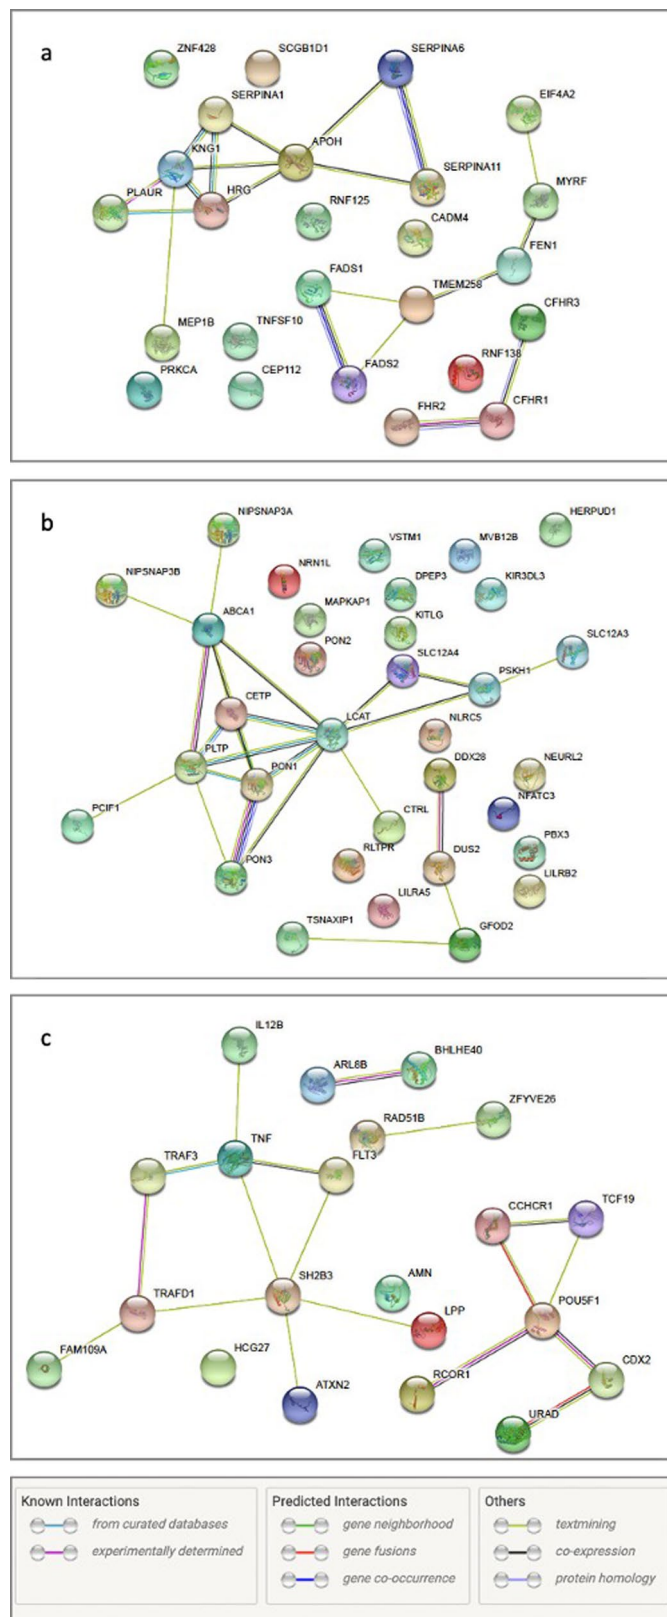 a
ZNF428
SCGB1D1
SERPINA6
SERPINA1
EIF4A2
KNG1
APOH
SERPINA11
MYRF
PLAUR
HRG
RNF125
CADM4
FEN1
FADS1
TMEM258
CFHR3
MEP1B
TNFSF10
RNF138
PRKCA
CEP112
FADS2
FHR2
CFHR1
b
NIPSNAP3A
HERPUD1
VSTM1
MVB12B
NIPSNAP3B
NRN1L
DPEP3
KIR3DL3
ABCA1
MAPKAP1
KITLG
PON2
SLC12A4
SLC12A3
PSKH1
CETP
LCAT
NLRC5
PLTP
DDX28
NEURL2
PON1
NFATC3
PCIF1
CTRL
PBX3
RLTPR
DUS2
PON3
LILRB2
LILRA5
TSNAXIP1
GFOD2
c
IL12B
ARL8B
BHLHE40
ZFYVE26
RAD51B
TNF
FLT3
TRAF3
CCHCR1
TCF19
SH2B3
AMN
TRAFD1
LPP
POU5F1
FAM109A
HCG27
CDX2
ATXN2
RCOR1
URAD
Known Interactions
from curated databases
experimentally determined
Predicted Interactions
gene neighborhood
gene fusions
gene co-occurrence
Others
textmining
co-expression
protein homology